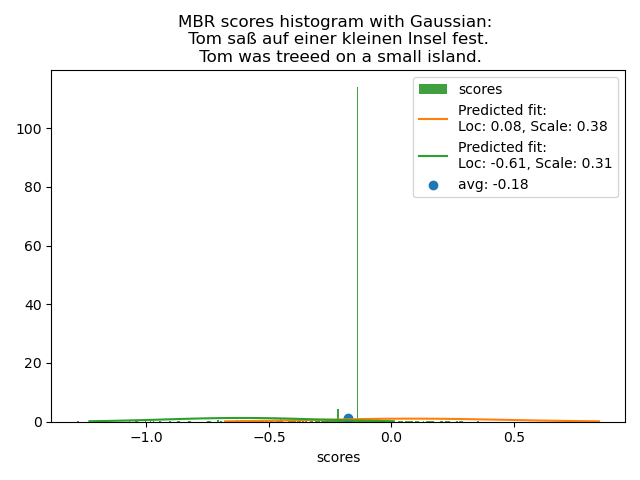 MBR scores histogram with Gaussian:
Tom saß auf einer kleinen Insel fest.
Tom was treeed on a small island.
scores
Predicted fit:
Loc: 0.08, Scale: 0.38
Predicted fit:
Loc: -0.61, Scale: 0.31
avg: -0.18
100
80
60
40
20
0
−1.0
−0.5
0.0
0.5
scores